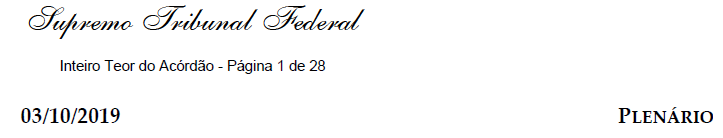 Supremo Tribunal Federal
Inteiro Teor do Acórdão - Página 1 de 28
03/10/2019 PLENÁRIO